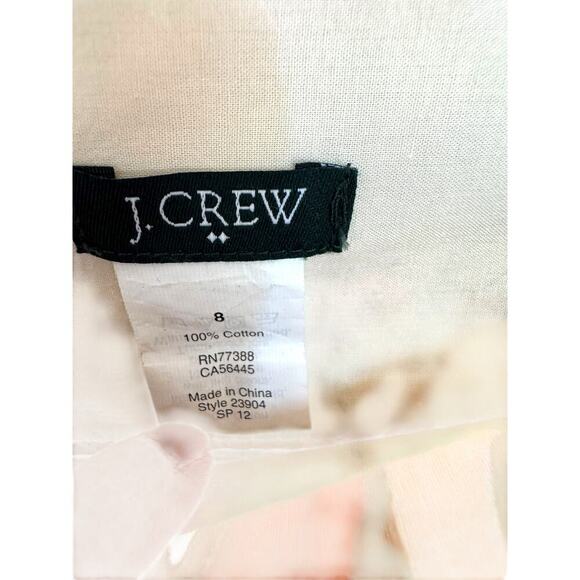 J.CREW
8
100% Cotton
RN77388
CA56445
Made in China
Style 23904
SP 12